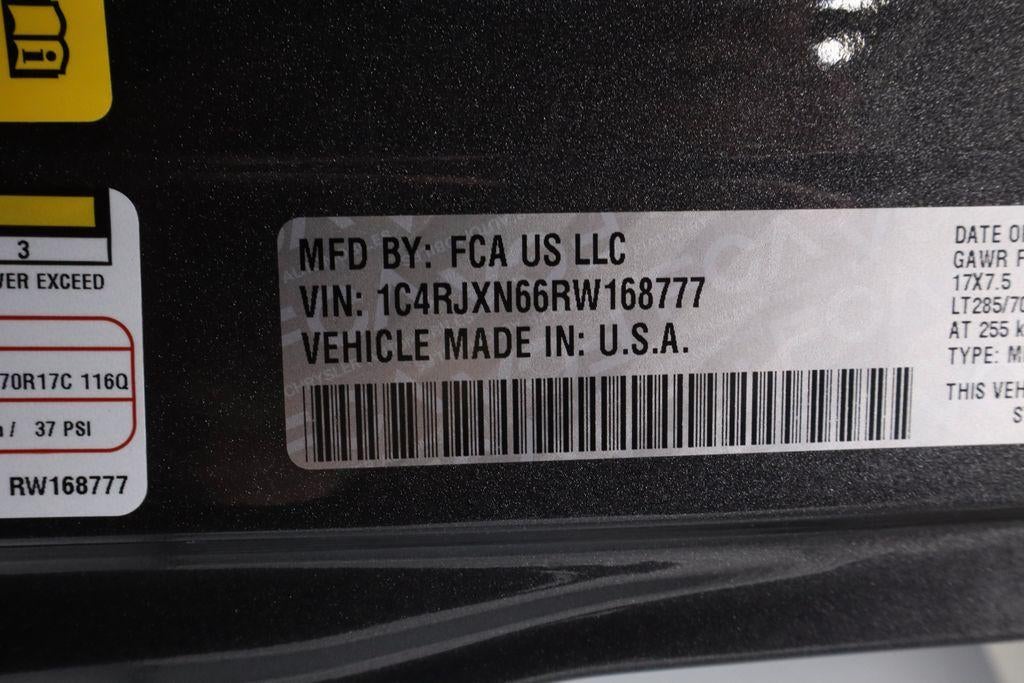 3
VER EXCEED
70R17C 116Q
/ 37 PSI
RW168777
MFD BY: FCA US LLC
VIN: 1C4RJXN66RW168777
VEHICLE MADE IN: U.S.A.
DATE O
GAWR F
17X7.5
LT285/70
AT 255 k
TYPE: M
THIS VEH
S